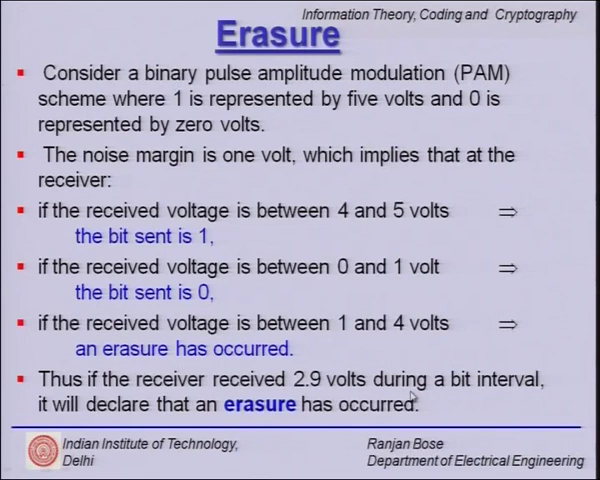 Information Theory, Coding and Cryptography
Erasure
Consider a binary pulse amplitude modulation (PAM)
scheme where 1 is represented by five volts and 0 is
represented by zero volts.
The noise margin is one volt, which implies that at the
receiver:
if the received voltage is between 4 and 5 volts ⇒
the bit sent is 1,
if the received voltage is between 0 and 1 volt ⇒
the bit sent is 0,
if the received voltage is between 1 and 4 volts ⇒
an erasure has occurred.
Thus if the receiver received 2.9 volts during a bit interval,
it will declare that an erasure has occurred.
Indian Institute of Technology,
Delhi
Ranjan Bose
Department of Electrical Engineering